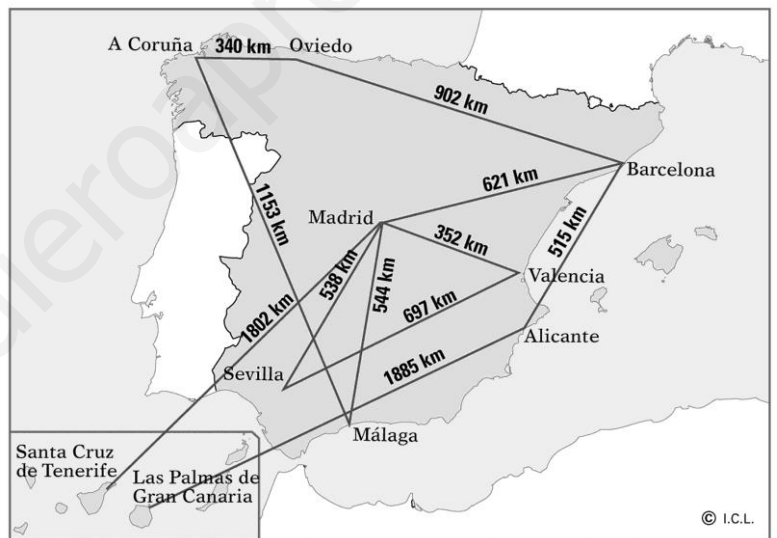 A Coruña
340 km
Oviedo
902 km
Barcelona
621 km
1153 km
Madrid
352 km
515 km
538 km
544 km
Valencia
1802 km
697 km
Alicante
Sevilla
1885 km
Málaga
Santa Cruz
de Tenerife
Las Palmas de
Gran Canaria
© I.C.L.